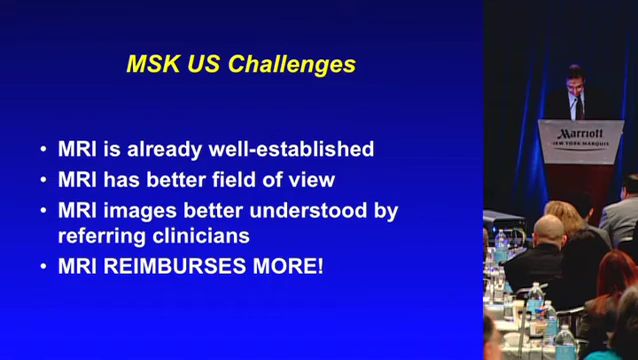 MSK US Challenges
• MRI is already well-established
• MRI has better field of view
• MRI images better understood by
referring clinicians
• MRI REIMBURSES MORE!
Marriott
NEW YORK MARQUIS